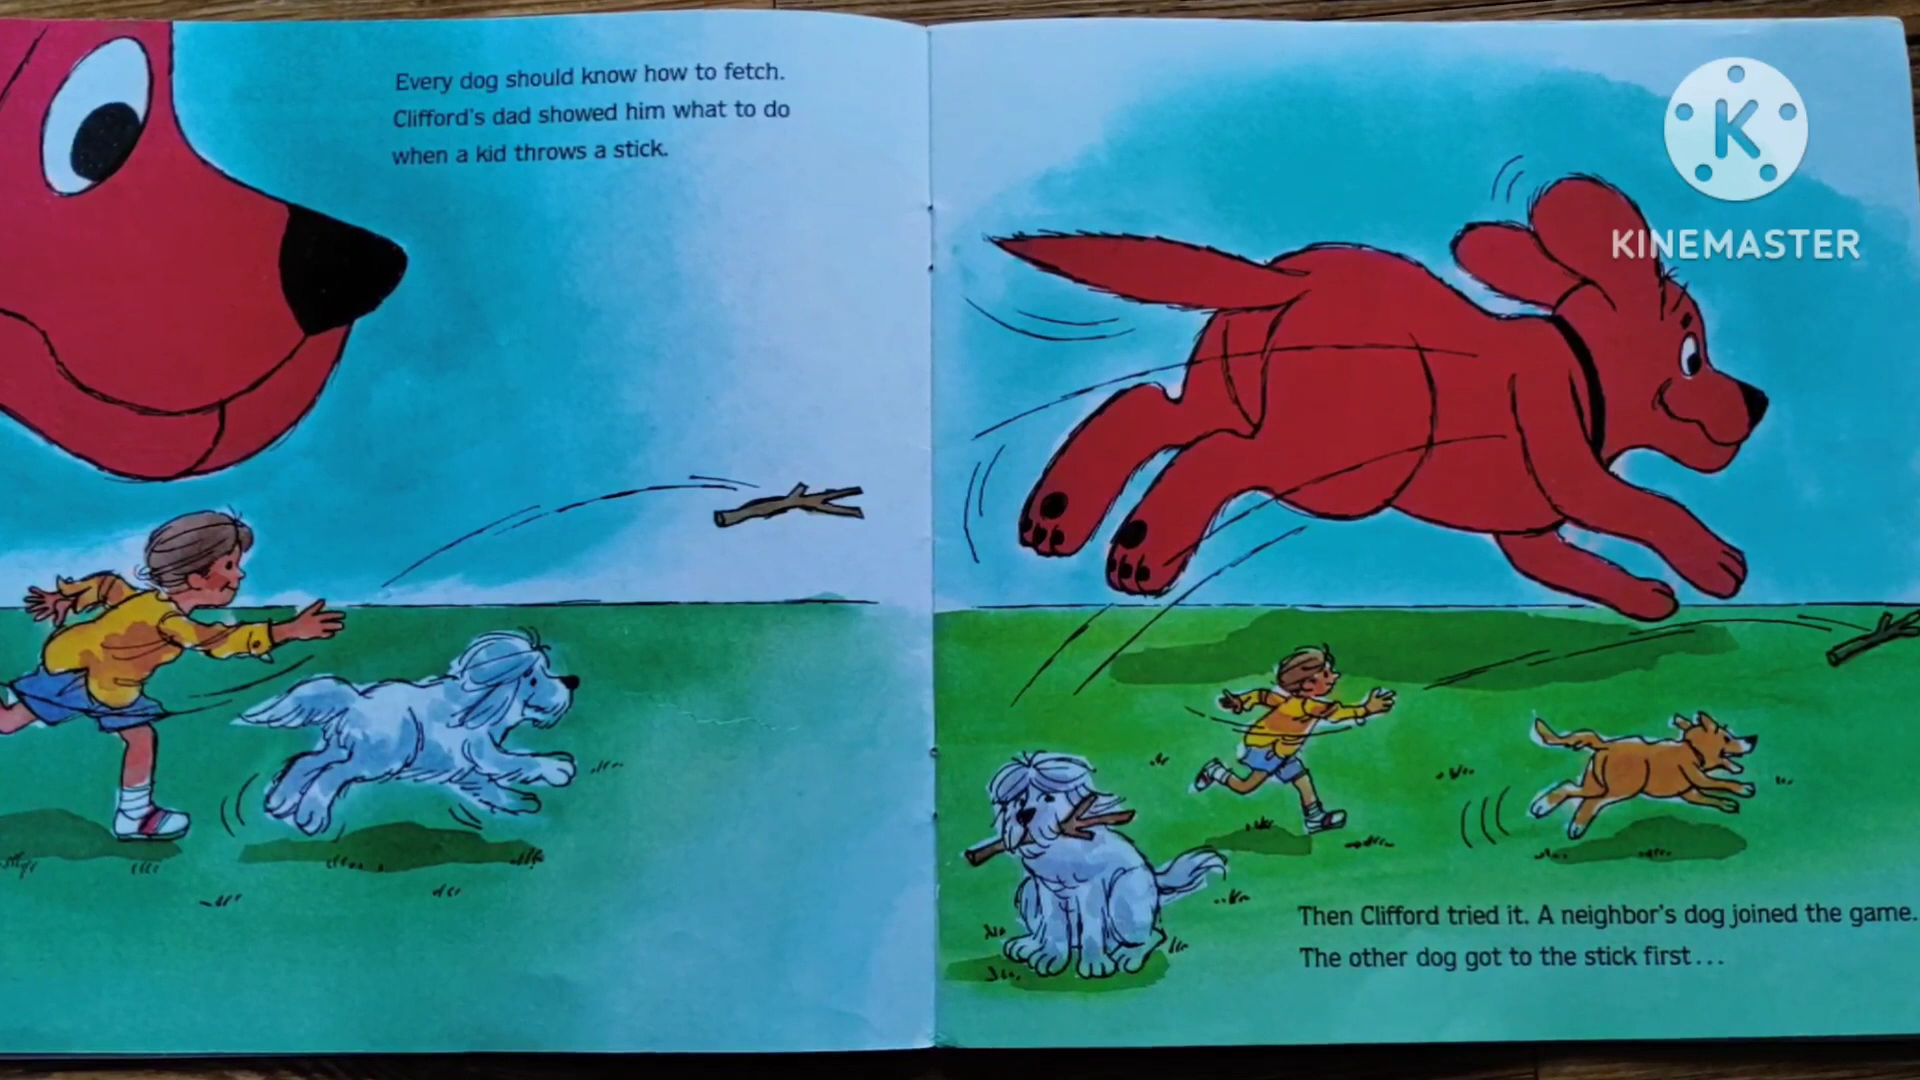 Every dog should know how to fetch.
Clifford's dad showed him what to do
when a kid throws a stick.
K
KINEMASTER
Then Clifford tried it. A neighbor's dog joined the game.
The other dog got to the stick first...